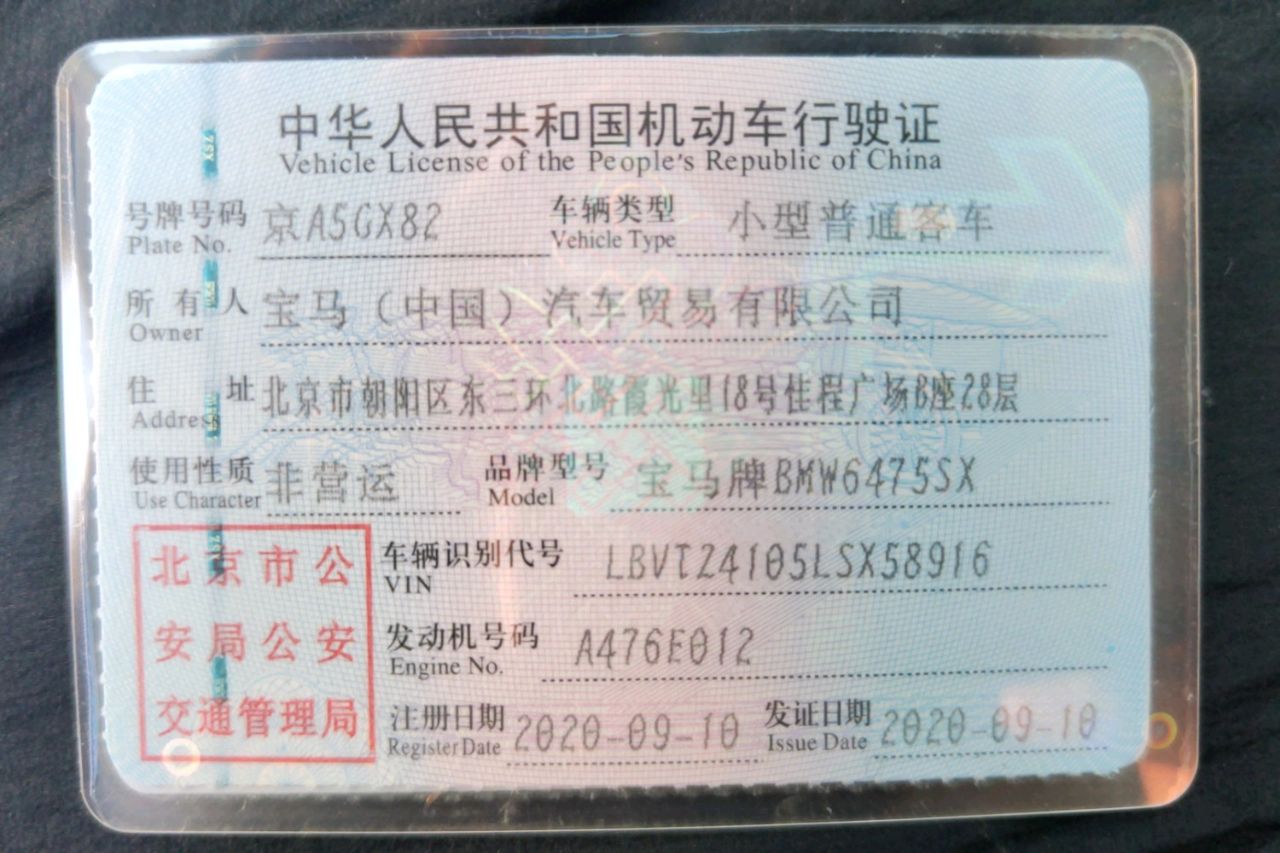 中华人民共和国机动车行驶证
Vehicle License of the People's Republic of China
号牌号码 京A5GX82 车辆类型 小型普通客车
Plate No. Vehicle Type
所有人 宝马（中国）汽车贸易有限公司
Owner
住址 北京市朝阳区东三环北路霞光里18号佳程广场B座28层
Address
使用性质 非营运 品牌型号 宝马牌BMW6475SX
Use Character Model
北京市公
安局公安
交通管理局
车辆识别代号 LBVTZ4105LSX58916
VIN
发动机号码 A476E012
Engine No.
注册日期 2020-09-10 发证日期 2020-09-10
Register Date Issue Date